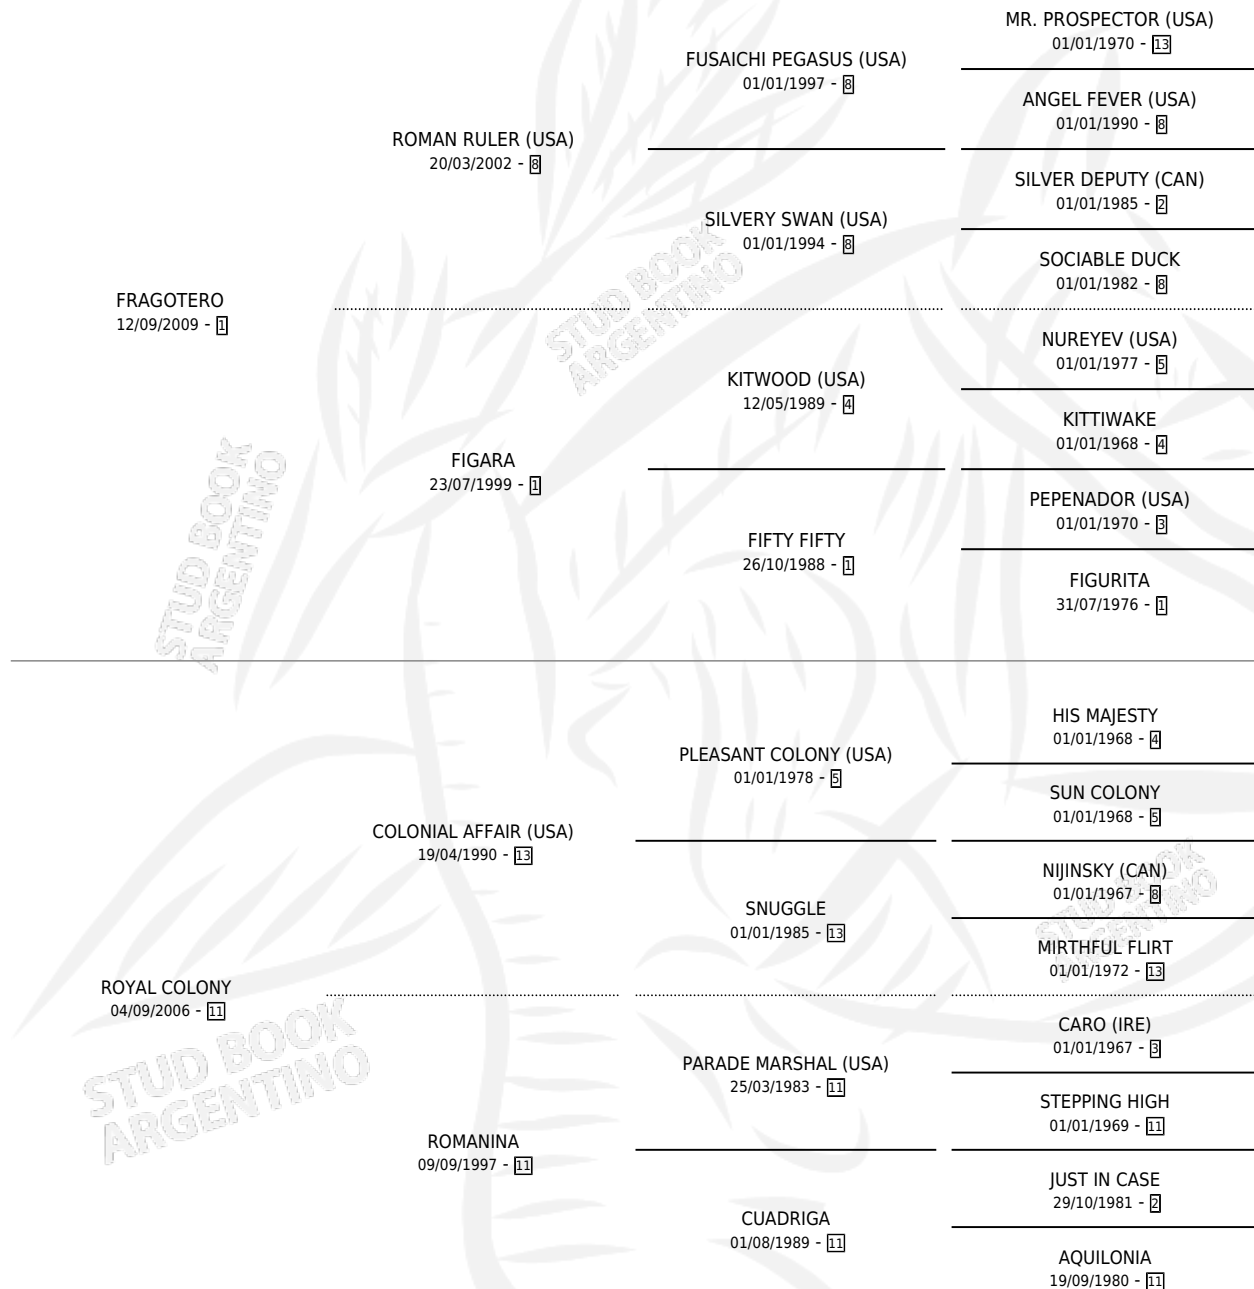 MR. PROSPECTOR (USA)
01/01/1970 - 13
FUSAICHI PEGASUS (USA)
01/01/1997 - 8
ANGEL FEVER (USA)
01/01/1990 - 8
ROMAN RULER (USA)
20/03/2002 - 8
SILVER DEPUTY (CAN)
01/01/1985 - 2
SILVERY SWAN (USA)
01/01/1994 - 8
SOCIABLE DUCK
01/01/1982 - 8
FRAGOTERO
12/09/2009 - 1
NUREYEV (USA)
01/01/1977 - 5
KITWOOD (USA)
12/05/1989 - 4
KITTIWAKE
01/01/1968 - 4
FIGARA
23/07/1999 - 1
PEPENADOR (USA)
01/01/1970 - 3
FIFTY FIFTY
26/10/1988 - 1
FIGURITA
31/07/1976 - 1
HIS MAJESTY
01/01/1968 - 4
PLEASANT COLONY (USA)
01/01/1978 - 5
SUN COLONY
01/01/1968 - 5
COLONIAL AFFAIR (USA)
19/04/1990 - 13
NIJINSKY (CAN)
01/01/1967 - 8
SNUGGLE
01/01/1985 - 13
MIRTHFUL FLIRT
01/01/1972 - 13
ROYAL COLONY
04/09/2006 - 11
CARO (IRE)
01/01/1967 - 3
PARADE MARSHAL (USA)
25/03/1983 - 11
STEPPING HIGH
01/01/1969 - 11
ROMANINA
09/09/1997 - 11
JUST IN CASE
29/10/1981 - 2
CUADRIGA
01/08/1989 - 11
AQUILONIA
19/09/1980 - 11
STUD BOOK
ARGENTINO
STUD BOOK
ARGENTINO
STUD BOOK
ARGENTINO
STUD BOOK
ARGENTINO